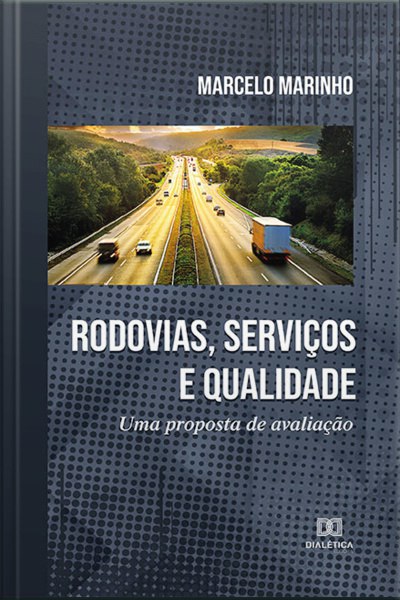 MARCELO MARINHO
RODOVIAS, SERVIÇOS
E QUALIDADE
Uma proposta de avaliação
DIALÉTICA